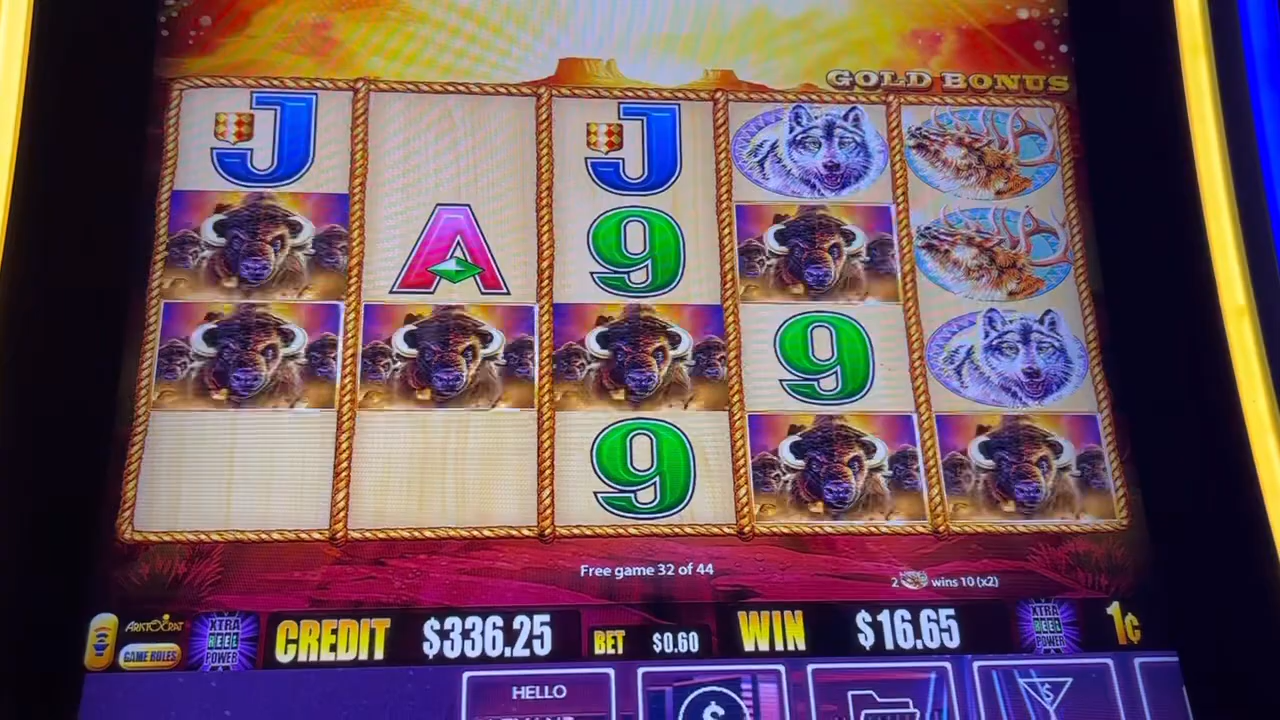 GOLD BONUS
J J
A 9
9
9
Free game 32 of 44
2 wins 10 (x2)
ARISTOCRAT
GAME RULES
XTRA
REEL
POWER
CREDIT $336.25
BET $0.60
WIN $16.65
XTRA
REEL
POWER
1¢
HELLO
$
$